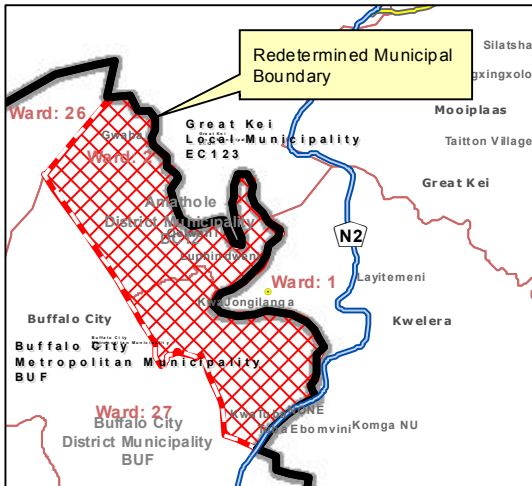 Redetermined Municipal
Boundary
Silatsha
Mooiplaas
Taitton Village
Great Kei
Ward: 26
Great Kei
Local Municipality
EC123
Gwaba
Amathole
District Municipality
N2
Ward: 1
Layitemeni
KwaJongilanga
Kwelera
Buffalo City
Buffalo City
Metropolitan Municipality
BUF
Ward: 27
Buffalo City
District Municipality
BUF
Komga NU